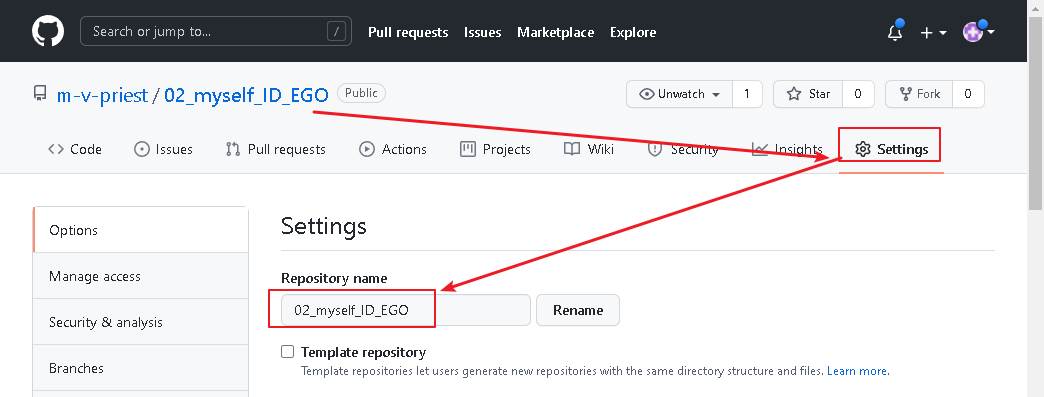 Search or jump to... / Pull requests Issues Marketplace Explore
m-v-priest / 02_myself_ID_EGO Public Unwatch 1 Star 0 Fork 0
Code Issues Pull requests Actions Projects Wiki Security Insights Settings
Options
Manage access
Security & analysis
Branches
Settings
Repository name
02_myself_ID_EGO Rename
Template repository
Template repositories let users generate new repositories with the same directory structure and files. Learn more.